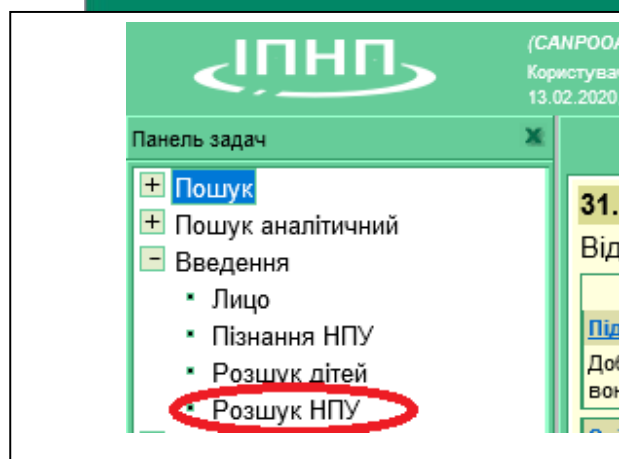 ІПНП
(CANPOO
Користува
13.02.2020
Панель задач
Пошук
Пошук аналітичний
Введення
Лицо
Пізнання НПУ
Розшук дітей
Розшук НПУ
31.
Від
Під
Доб
вон